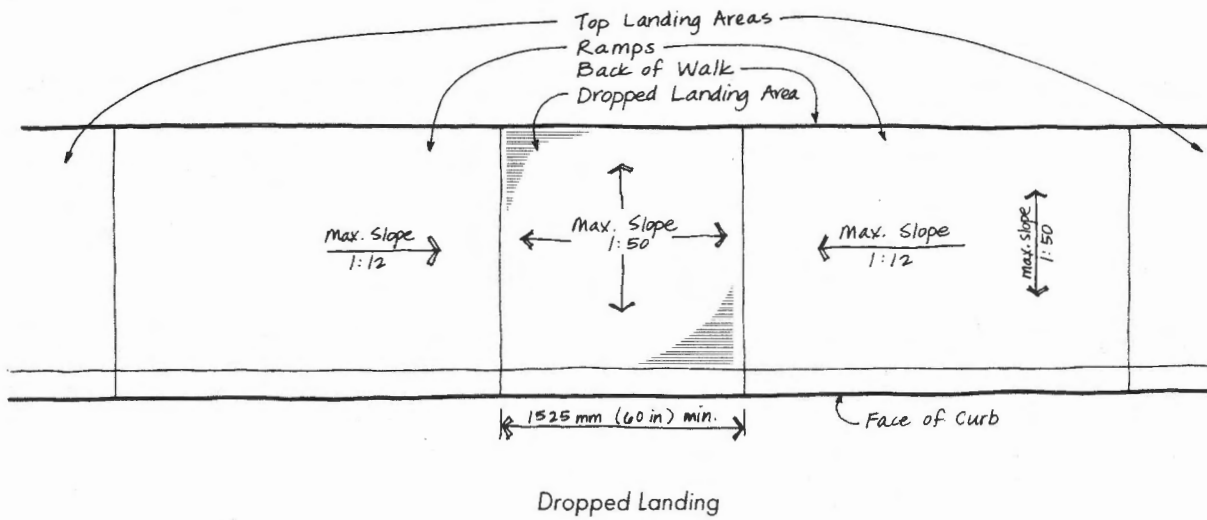 Top Landing Areas
Ramps
Back of Walk
Dropped Landing Area
Max. Slope
1:12
Max. Slope
1:50
Max. Slope
1:12
Max. Slope
1:50
1525 mm (60 in) min.
Face of Curb
Dropped Landing